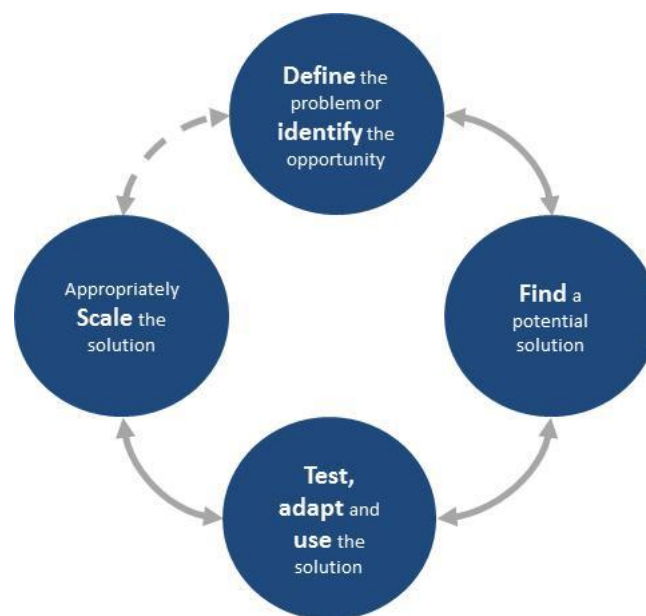 Define the
problem or
identify the
opportunity
Find a
potential
solution
Test,
adapt and
use the
solution
Appropriately
Scale the
solution